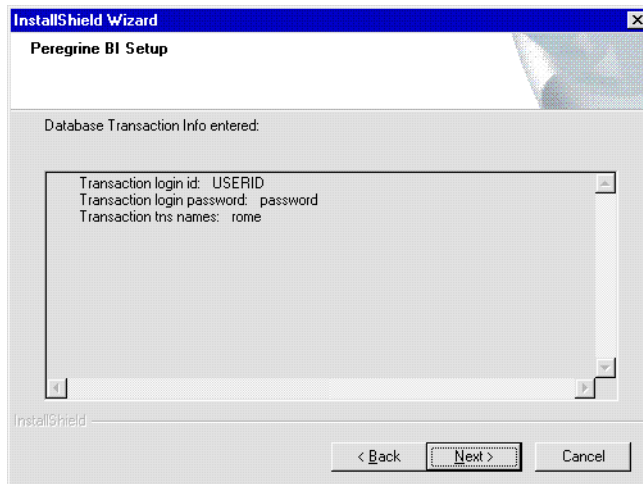 InstallShield Wizard
Peregrine BI Setup
Database Transaction Info entered:
Transaction login id: USERID
Transaction login password: password
Transaction tns names: rome
InstallShield
< Back
Next >
Cancel